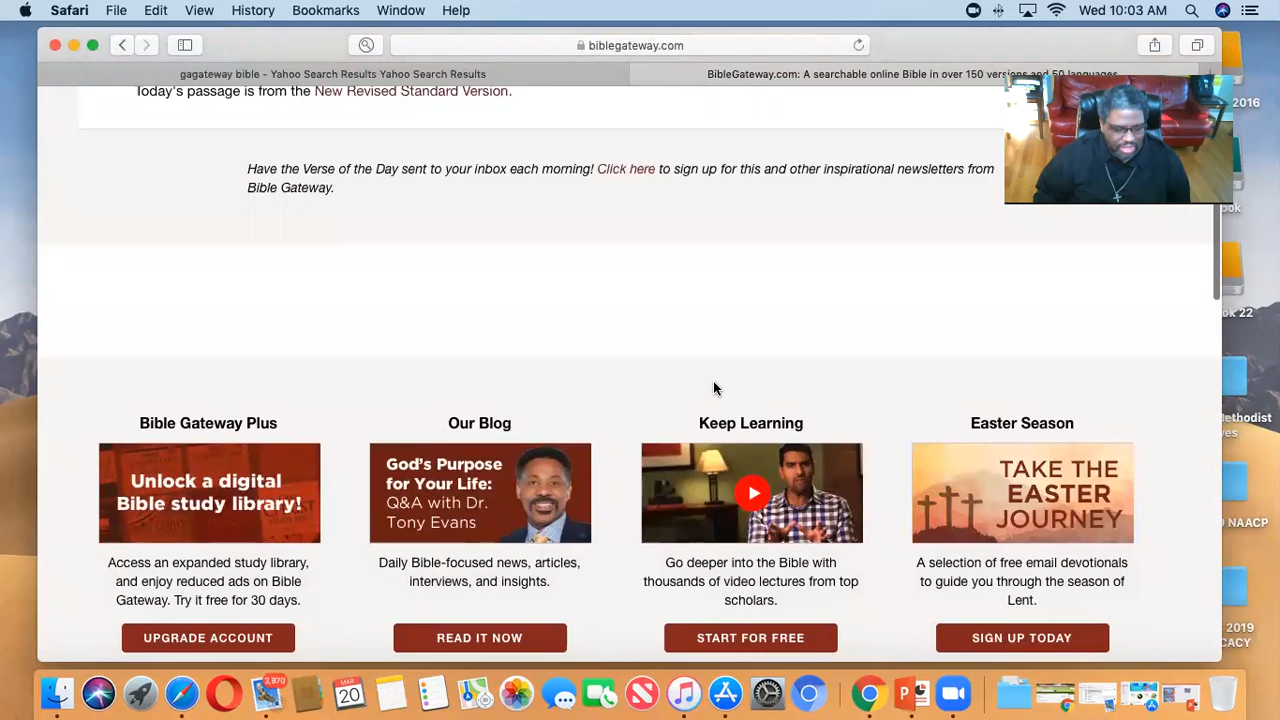 Safari File Edit View History Bookmarks Window Help Wed 10:03 AM
biblegateway.com
gagateway bible - Yahoo Search Results Yahoo Search Results
BibleGateway.com: A searchable online Bible in over 150 versions and 50 languages.
2016
Today's passage is from the New Revised Standard Version.
Have the Verse of the Day sent to your inbox each morning! Click here to sign up for this and other inspirational newsletters from
Bible Gateway.
ok 22
Bible Gateway Plus
Our Blog
Keep Learning
Easter Season
Unlock a digital
Bible study library!
God's Purpose
for Your Life:
Q&A with Dr.
Tony Evans
TAKE THE
EASTER
JOURNEY
NAACP
Access an expanded study library,
and enjoy reduced ads on Bible
Gateway. Try it free for 30 days.
Daily Bible-focused news, articles,
interviews, and insights.
Go deeper into the Bible with
thousands of video lectures from top
scholars.
A selection of free email devotionals
to guide you through the season of
Lent.
UPGRADE ACCOUNT
READ IT NOW
START FOR FREE
SIGN UP TODAY
2019
CACY
3,870
MAR
20